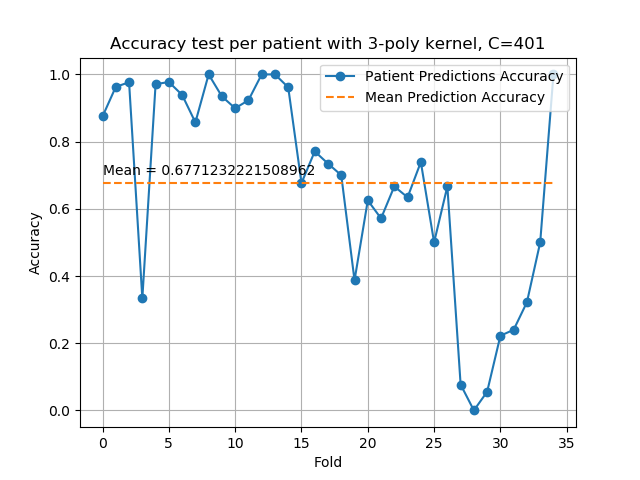 Accuracy test per patient with 3-poly kernel, C=401
1.0
0.8
0.6
0.4
0.2
0.0
Accuracy
Patient Predictions Accuracy
Mean Prediction Accuracy
Mean = 0.6771232221508962
0
5
10
15
20
25
30
35
Fold